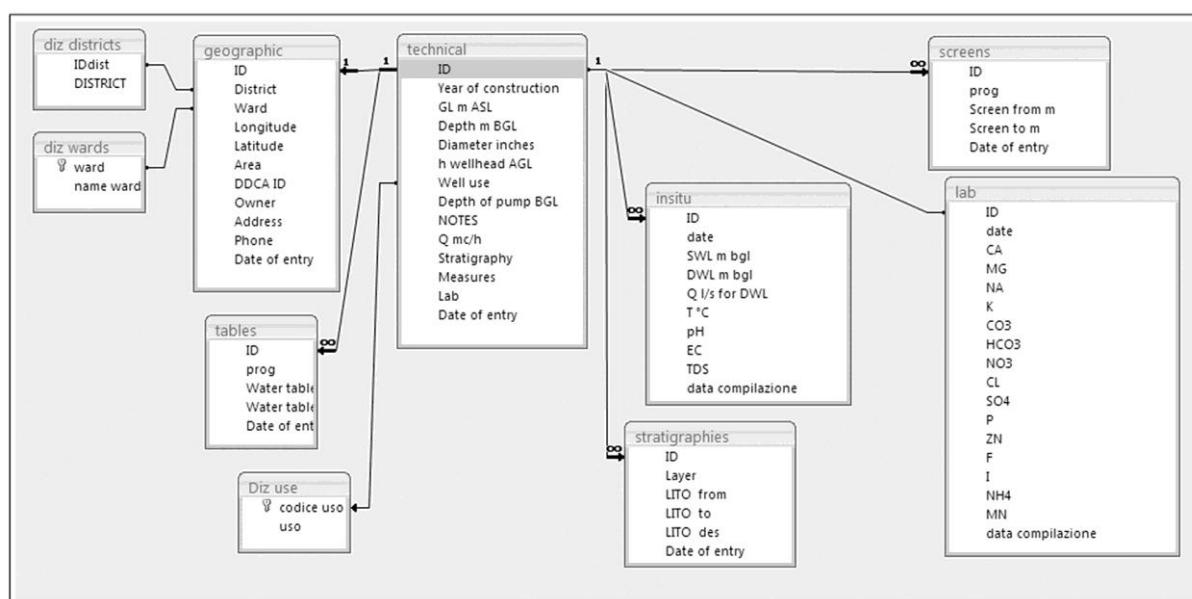 diz districts
IDdist
DISTRICT
diz wards
ward
name ward
geographic
ID
District
Ward
Longitude
Latitude
Area
DDCA ID
Owner
Address
Phone
Date of entry
tables
ID
prog
Water table
Water table
Date of ent
Diz use
codice uso
uso
technical
ID
Year of construction
GL m ASL
Depth m BGL
Diameter inches
h wellhead AGL
Well use
Depth of pump BGL
NOTES
Q mc/h
Stratigraphy
Measures
Lab
Date of entry
1
1
1
∞
∞
∞
∞
insitu
ID
date
SWL m bgl
DWL m bgl
Q l/s for DWL
T °C
pH
EC
TDS
data compilazione
stratigraphies
ID
Layer
LITO from
LITO to
LITO des
Date of entry
screens
ID
prog
Screen from m
Screen to m
Date of entry
lab
ID
date
CA
MG
NA
K
CO3
HCO3
NO3
CL
SO4
P
ZN
F
I
NH4
MN
data compilazione